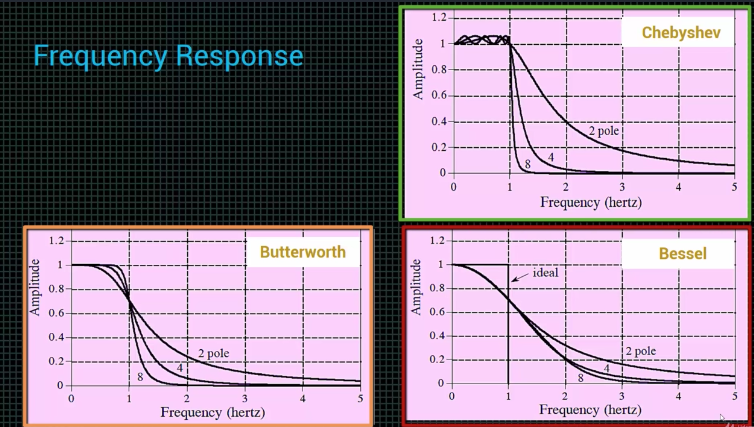 Frequency Response
Chebyshev
Amplitude
1.2
1
0.8
0.6
0.4
0.2
0
2 pole
4
8
0 1 2 3 4 5
Frequency (hertz)
Butterworth
Amplitude
1.2
1
0.8
0.6
0.4
0.2
0
2 pole
4
8
0 1 2 3 4 5
Frequency (hertz)
Bessel
Amplitude
1.2
1
0.8
0.6
0.4
0.2
0
ideal
2 pole
4
8
0 1 2 3 4 5
Frequency (hertz)